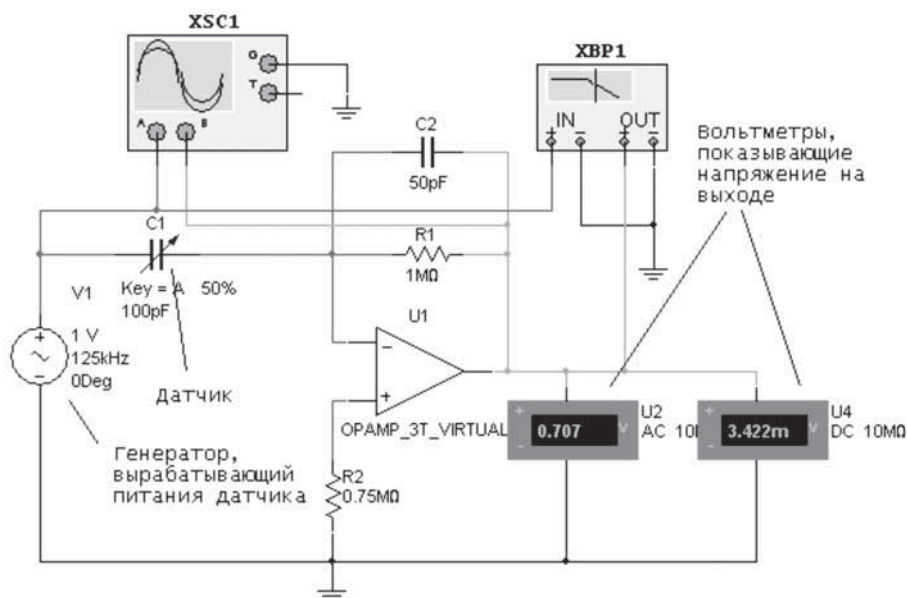 XSC1
G
T
A
B
XBP1
IN
OUT
Вольтметры,
показывающие
напряжение на
выходе
C2
50pF
C1
R1
1MΩ
Key = A 50%
100pF
V1
1 V
125kHz
0Deg
U1
Датчик
OPAMP_3T_VIRTUAL
0.707
V
U2
AC
3.422m
V
U4
DC 10MΩ
Генератор,
вырабатывающий
питания датчика
R2
0.75MΩ